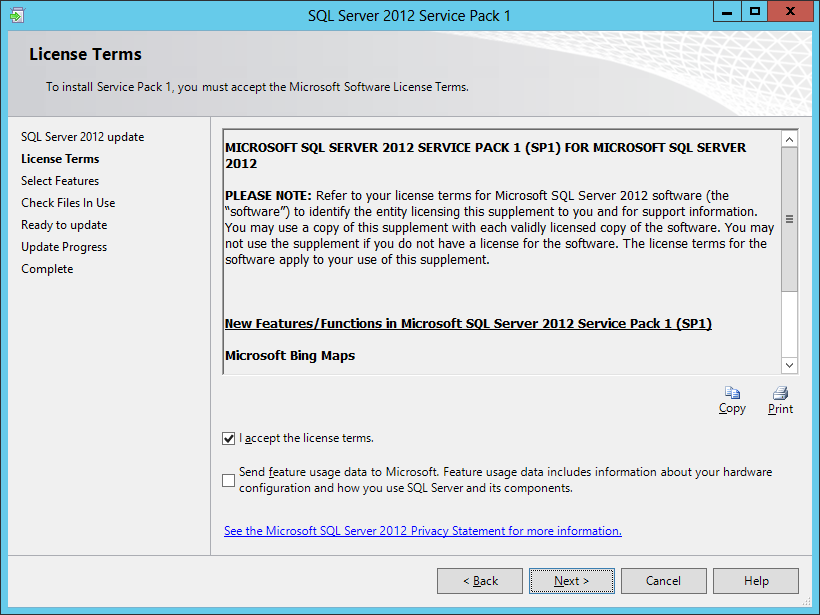 SQL Server 2012 Service Pack 1
License Terms
To install Service Pack 1, you must accept the Microsoft Software License Terms.
SQL Server 2012 update
License Terms
Select Features
Check Files In Use
Ready to update
Update Progress
Complete
MICROSOFT SQL SERVER 2012 SERVICE PACK 1 (SP1) FOR MICROSOFT SQL SERVER
2012
PLEASE NOTE: Refer to your license terms for Microsoft SQL Server 2012 software (the
“software”) to identify the entity licensing this supplement to you and for support information.
You may use a copy of this supplement with each validly licensed copy of the software. You may
not use the supplement if you do not have a license for the software. The license terms for the
software apply to your use of this supplement.
New Features/Functions in Microsoft SQL Server 2012 Service Pack 1 (SP1)
Microsoft Bing Maps
Copy
Print
I accept the license terms.
Send feature usage data to Microsoft. Feature usage data includes information about your hardware
configuration and how you use SQL Server and its components.
See the Microsoft SQL Server 2012 Privacy Statement for more information.
< Back
Next >
Cancel
Help